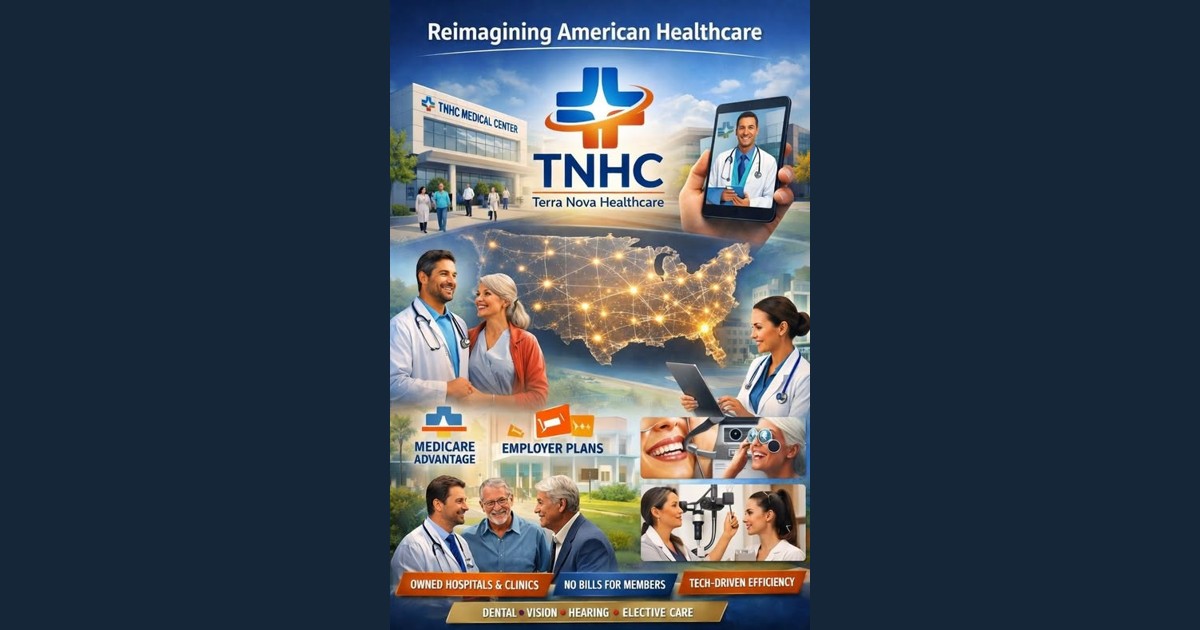 Reimagining American Healthcare
TNHC MEDICAL CENTER
TNHC
Terra Nova Healthcare
MEDICARE
ADVANTAGE
EMPLOYER PLANS
OWNED HOSPITALS & CLINICS
NO BILLS FOR MEMBERS
TECH-DRIVEN EFFICIENCY
DENTAL • VISION • HEARING • ELECTIVE CARE